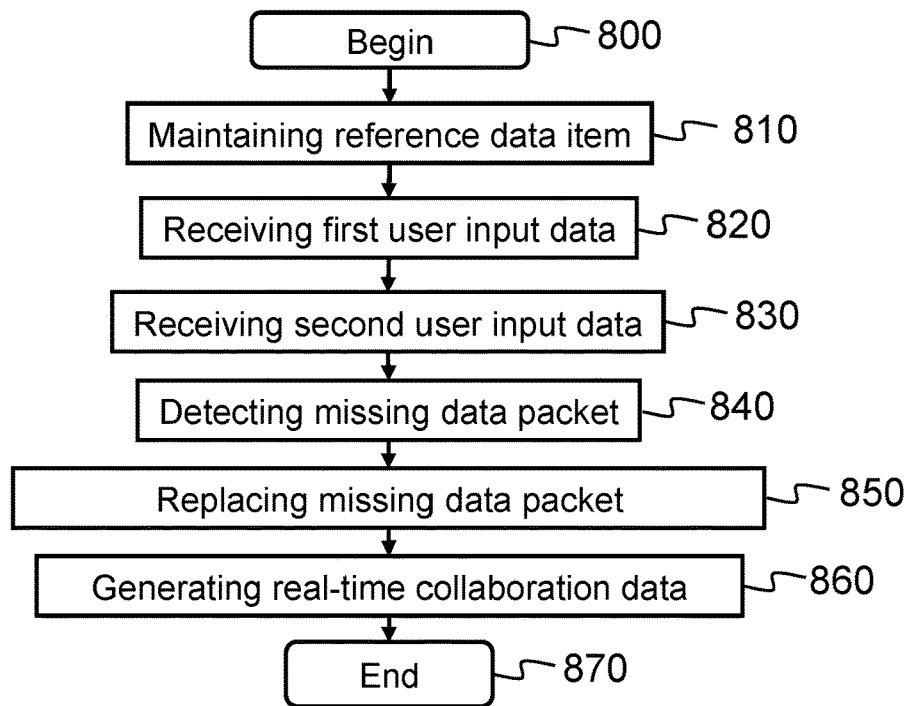 Begin 800
Maintaining reference data item 810
Receiving first user input data 820
Receiving second user input data 830
Detecting missing data packet 840
Replacing missing data packet 850
Generating real-time collaboration data 860
End 870